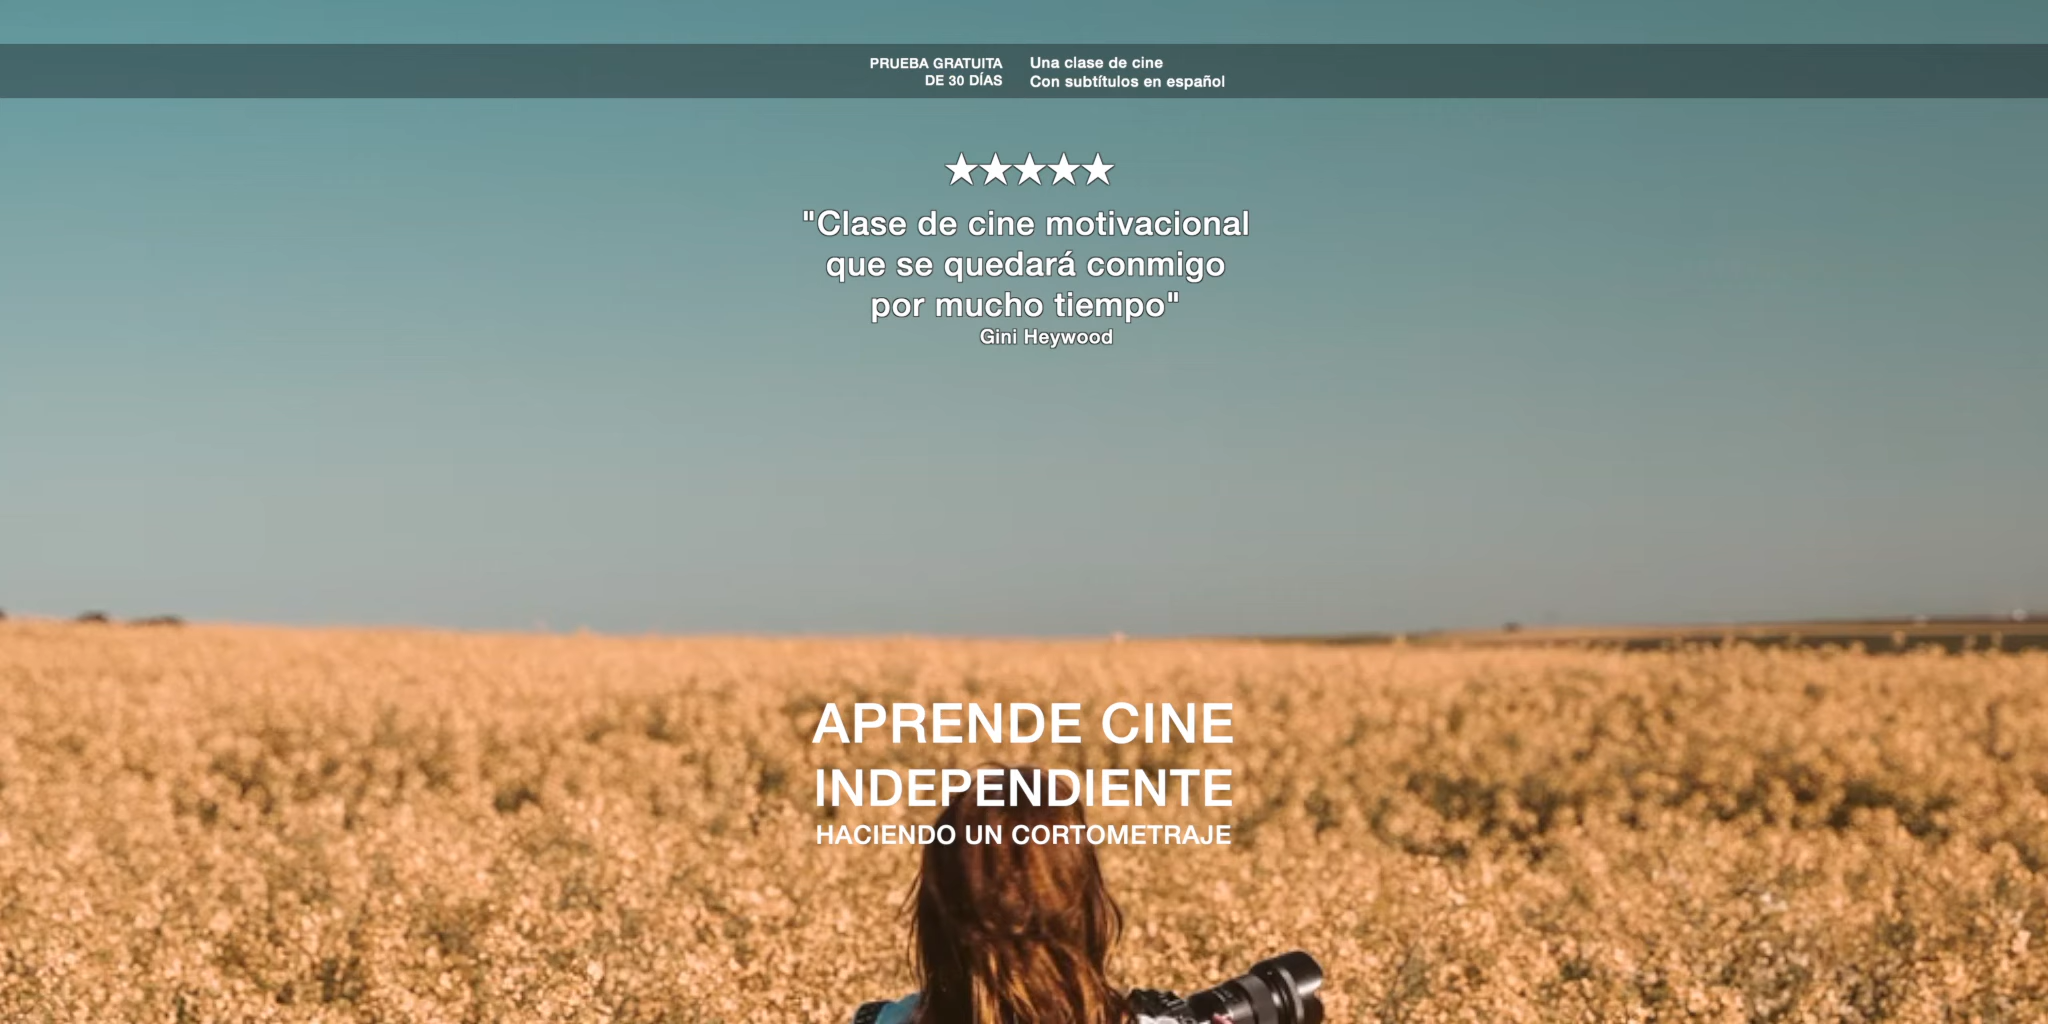 PRUEBA GRATUITA
DE 30 DÍAS
Una clase de cine
Con subtítulos en español
★★★★★
"Clase de cine motivacional
que se quedará conmigo
por mucho tiempo"
Gini Heywood
APRENDE CINE
INDEPENDIENTE
HACIENDO UN CORTOMETRAJE